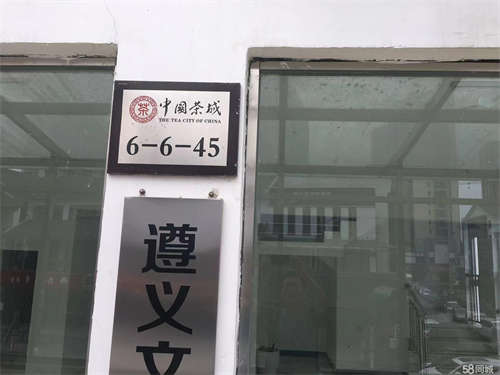 茶
中国茶城
THE TEA CITY OF CHINA
6-6-45
遵
义
文
58同城